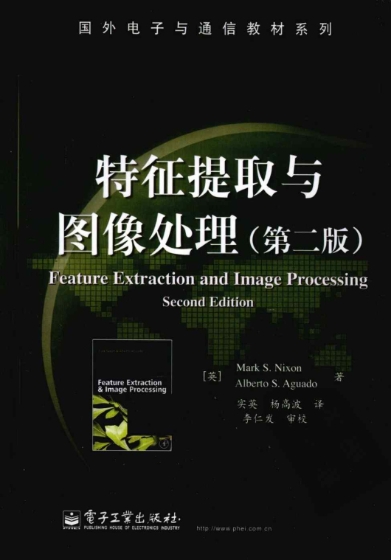 国外电子与通信教材系列
特征提取与
图像处理(第二版)
Feature Extraction and Image Processing
Second Edition
Feature Extraction
& Image Processing
[英] Mark S. Nixon
Alberto S. Aguado 著
实英 杨高波 译
李仁发 审校
电子工业出版社
PUBLISHING HOUSE OF ELECTRONICS INDUSTRY
http://www.phei.com.cn